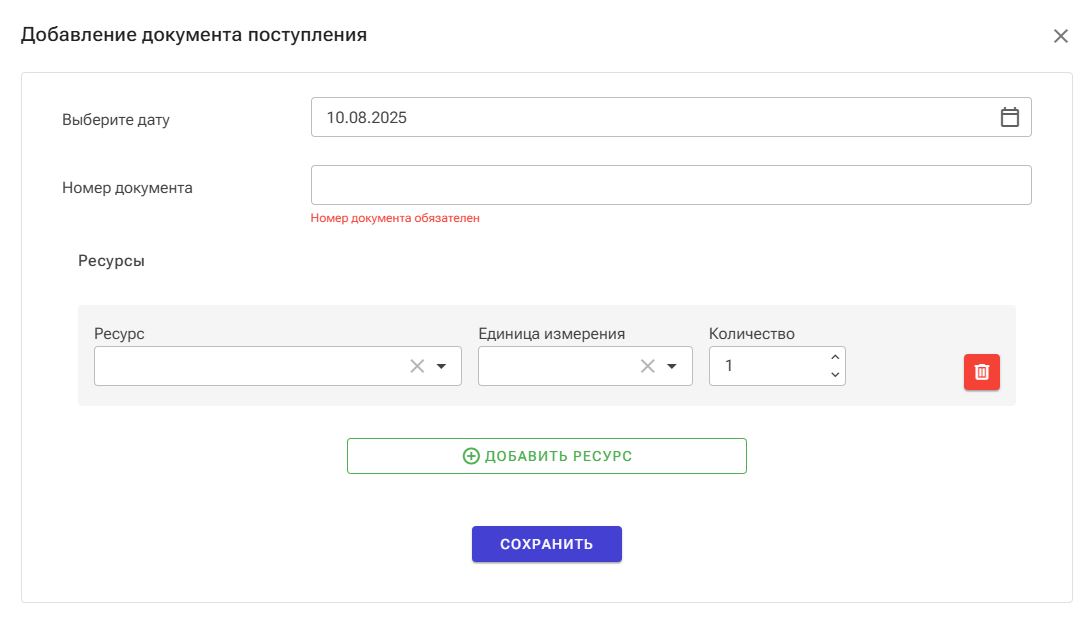 Добавление документа поступления
Выберите дату
10.08.2025
Номер документа
Номер документа обязателен
Ресурсы
Ресурс
Единица измерения
Количество
1
ДОБАВИТЬ РЕСУРС
СОХРАНИТЬ